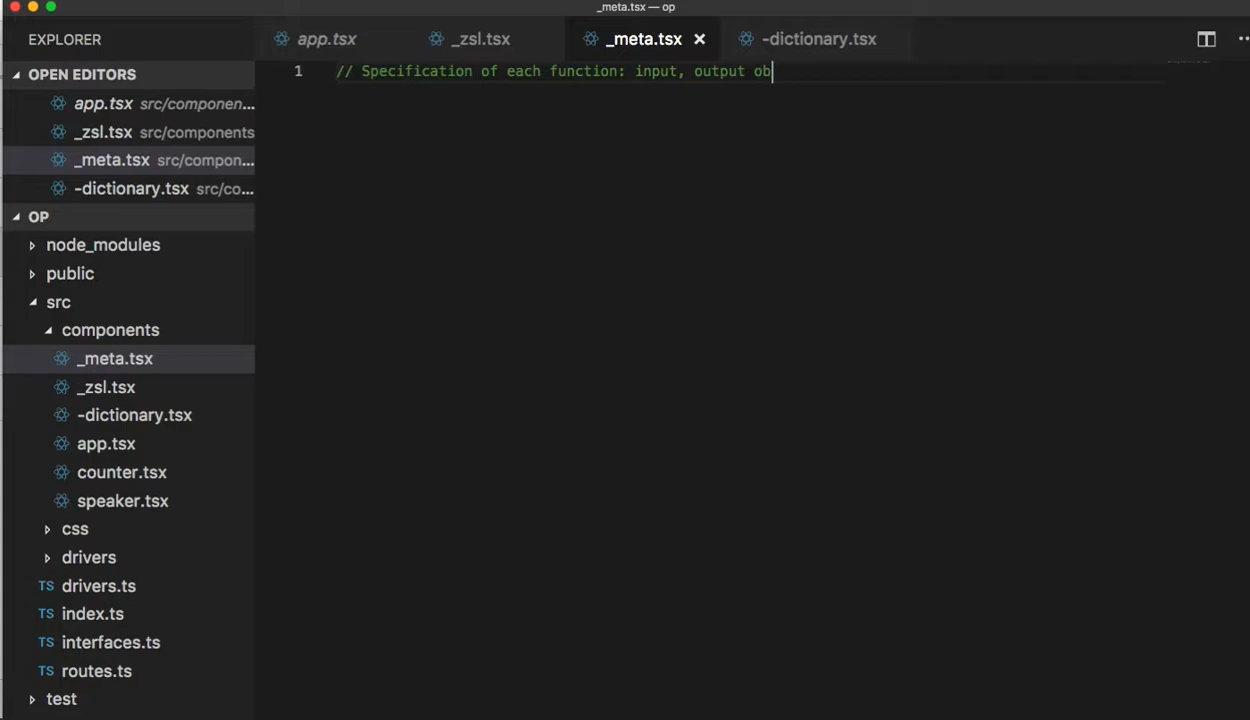 _meta.tsx — op
EXPLORER
app.tsx
_zsl.tsx
_meta.tsx
-dictionary.tsx
OPEN EDITORS
app.tsx src/componen...
_zsl.tsx src/components
_meta.tsx src/compon...
-dictionary.tsx src/co...
OP
node_modules
public
src
components
_meta.tsx
_zsl.tsx
-dictionary.tsx
app.tsx
counter.tsx
speaker.tsx
css
drivers
TS drivers.ts
TS index.ts
TS interfaces.ts
TS routes.ts
test
1 // Specification of each function: input, output ob